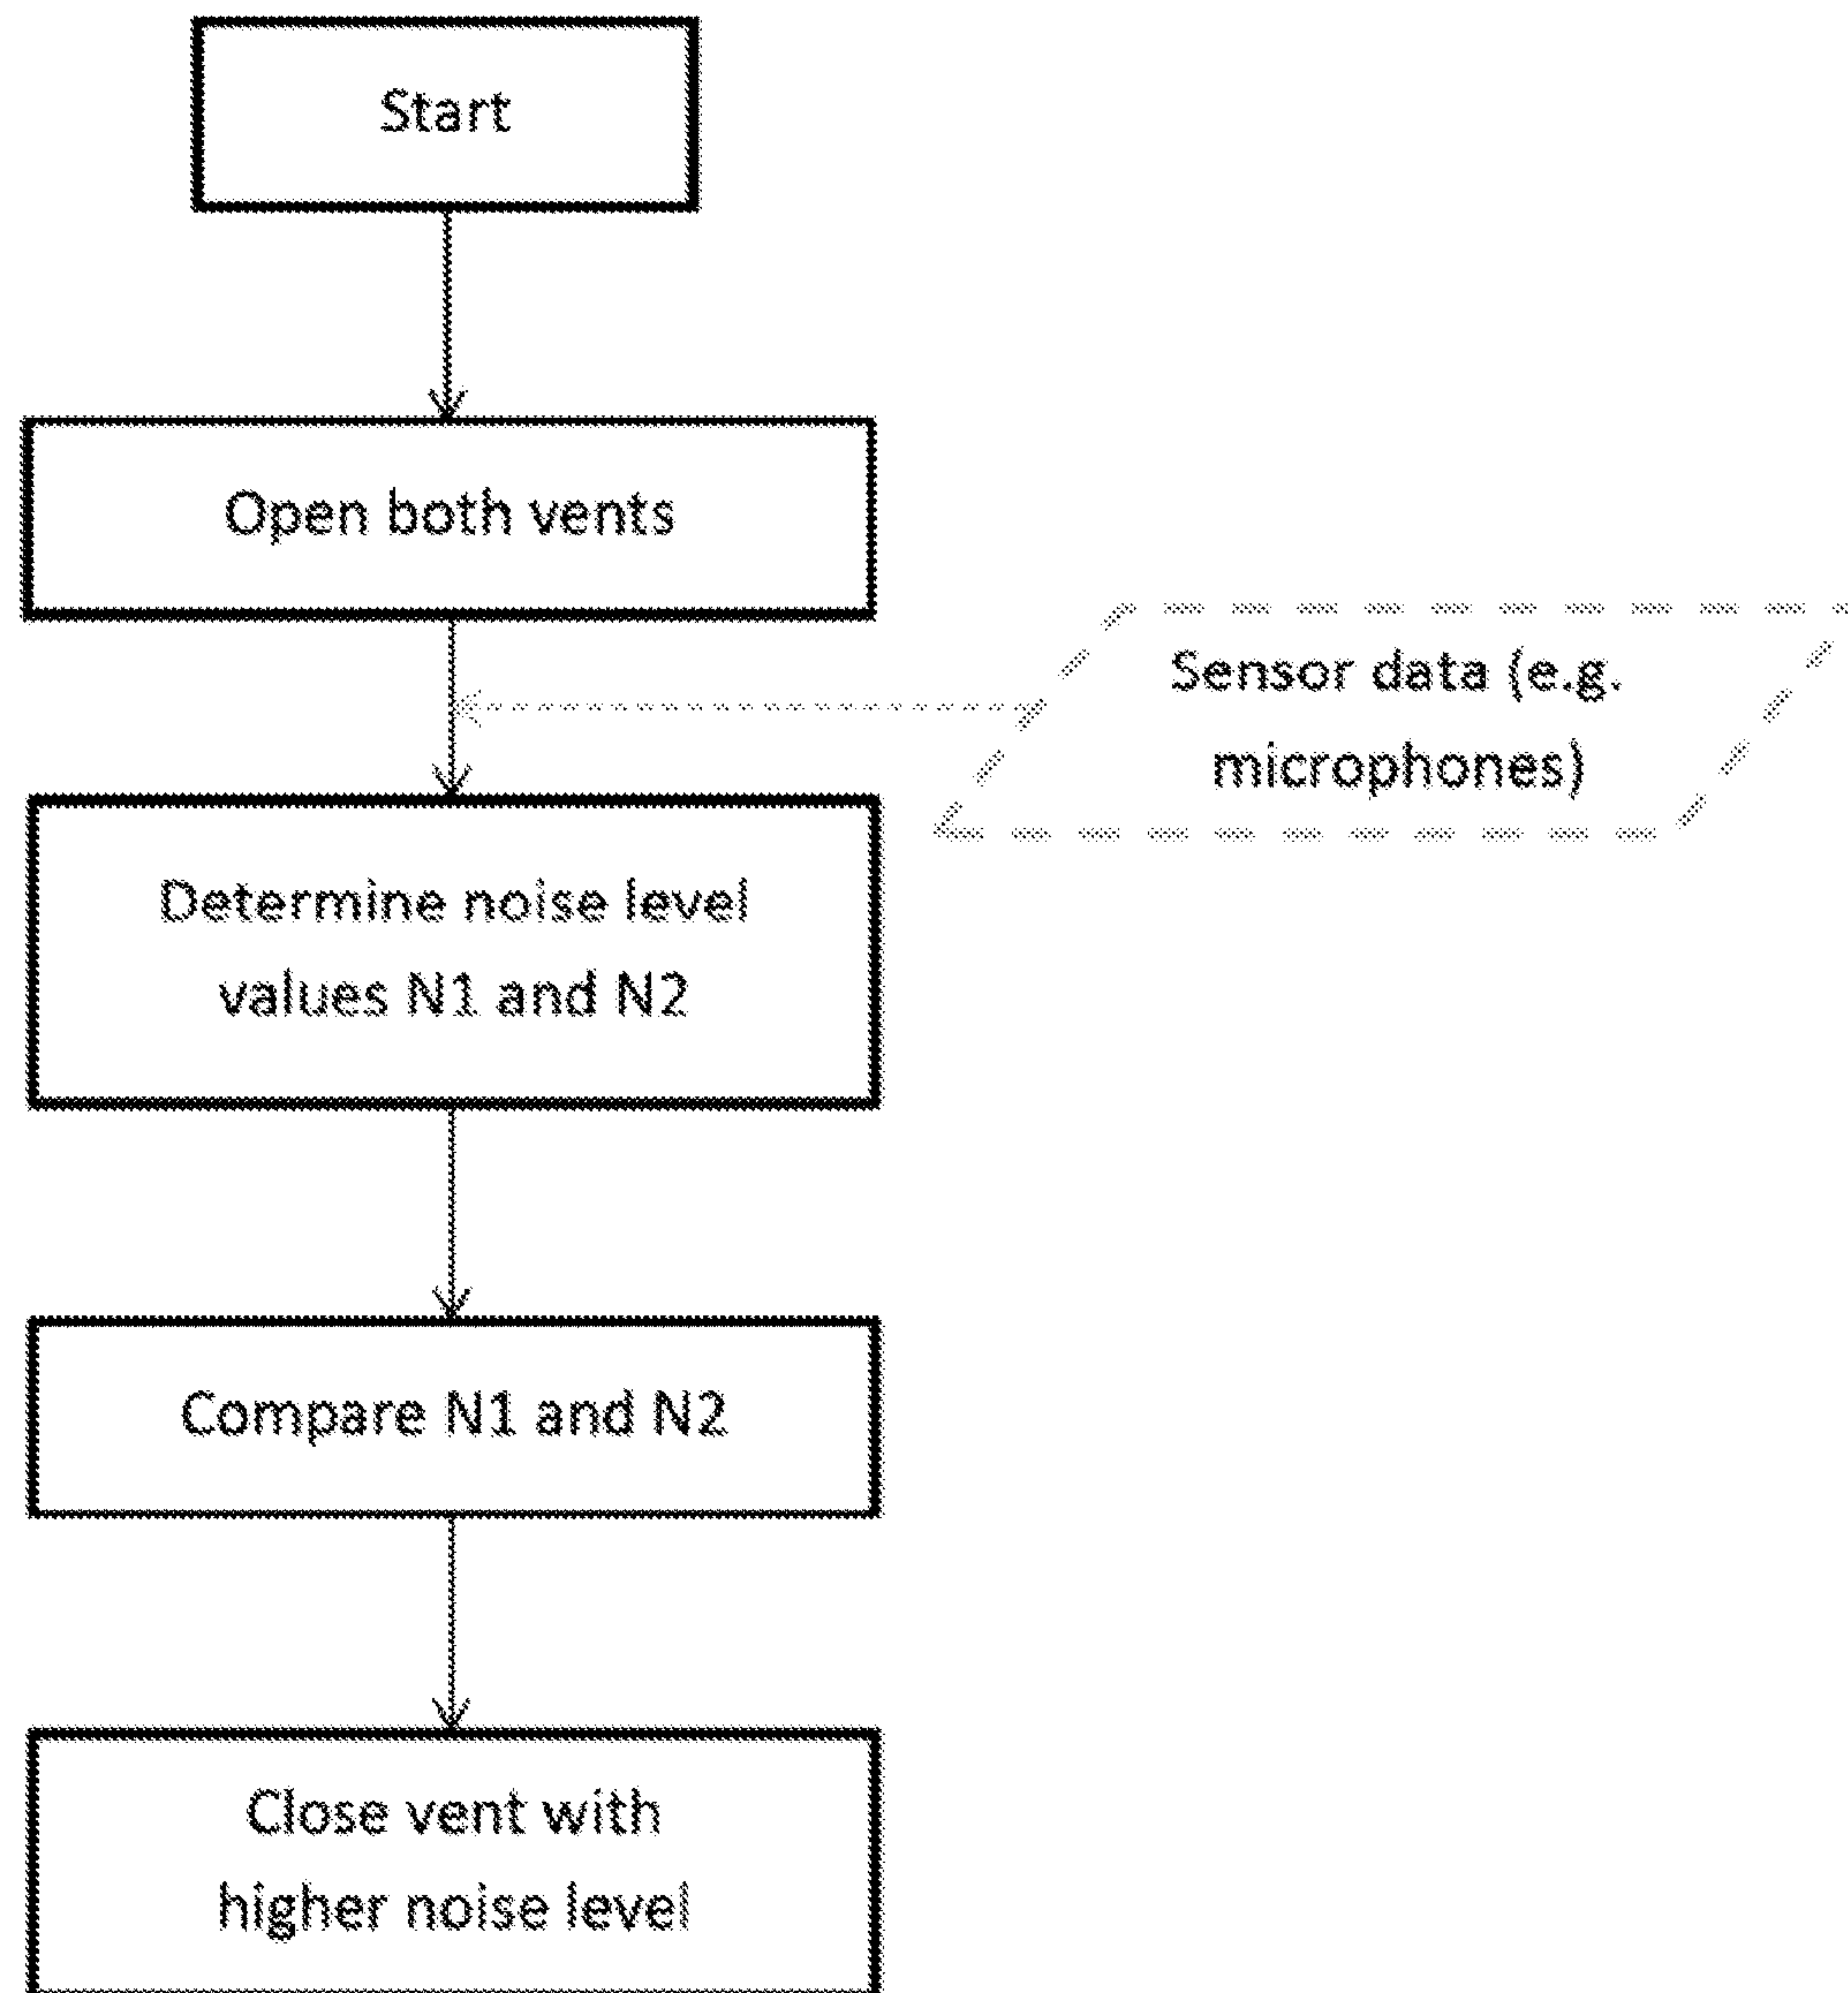 Start
Open both vents
Sensor data (e.g.
microphones)
Determine noise level
values N1 and N2
Compare N1 and N2
Close vent with
higher noise level